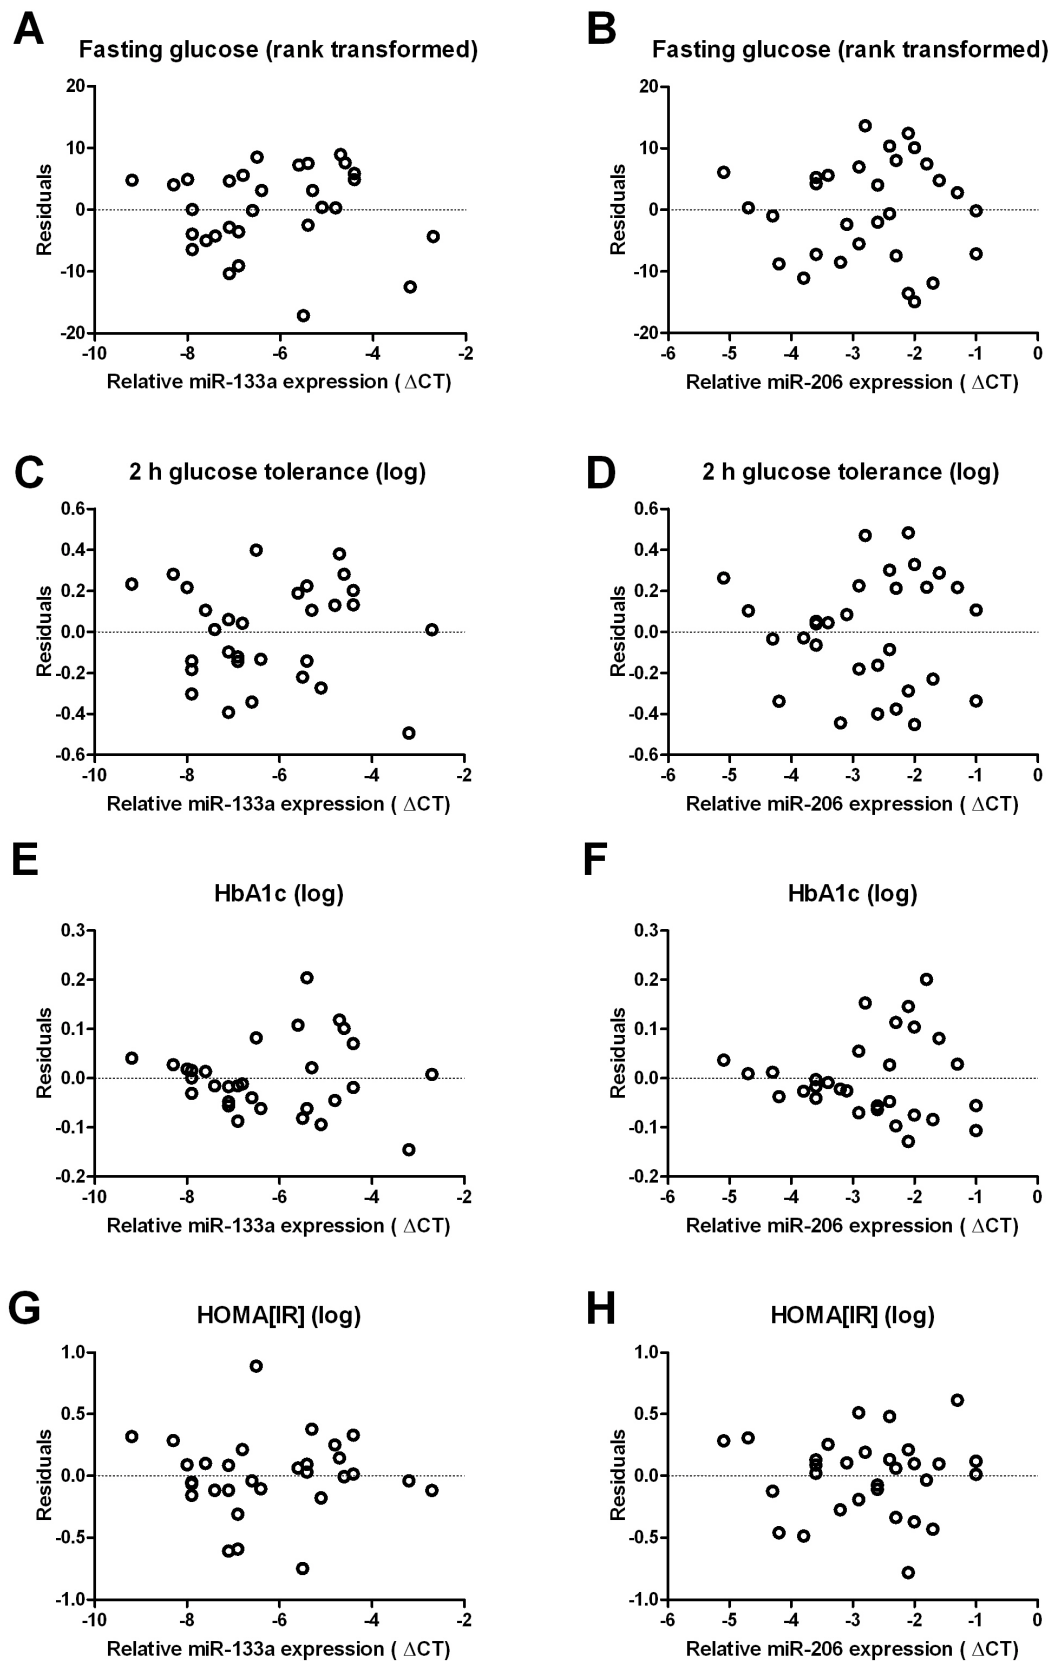 A
Fasting glucose (rank transformed)
20
10
0
-10
-20
Residuals
-10 -8 -6 -4 -2
Relative miR-133a expression ( ΔCT)
B
Fasting glucose (rank transformed)
20
10
0
-10
-20
Residuals
-6 -5 -4 -3 -2 -1 0
Relative miR-206 expression ( ΔCT)
C
2 h glucose tolerance (log)
0.6
0.4
0.2
0.0
-0.2
-0.4
-0.6
Residuals
-10 -8 -6 -4 -2
Relative miR-133a expression ( ΔCT)
D
2 h glucose tolerance (log)
0.6
0.4
0.2
0.0
-0.2
-0.4
-0.6
Residuals
-6 -5 -4 -3 -2 -1 0
Relative miR-206 expression ( ΔCT)
E
HbA1c (log)
0.3
0.2
0.1
0.0
-0.1
-0.2
Residuals
-10 -8 -6 -4 -2
Relative miR-133a expression ( ΔCT)
F
HbA1c (log)
0.3
0.2
0.1
0.0
-0.1
-0.2
Residuals
-6 -5 -4 -3 -2 -1 0
Relative miR-206 expression ( ΔCT)
G
HOMA[IR] (log)
1.0
0.5
0.0
-0.5
-1.0
Residuals
-10 -8 -6 -4 -2
Relative miR-133a expression ( ΔCT)
H
HOMA[IR] (log)
1.0
0.5
0.0
-0.5
-1.0
Residuals
-6 -5 -4 -3 -2 -1 0
Relative miR-206 expression ( ΔCT)